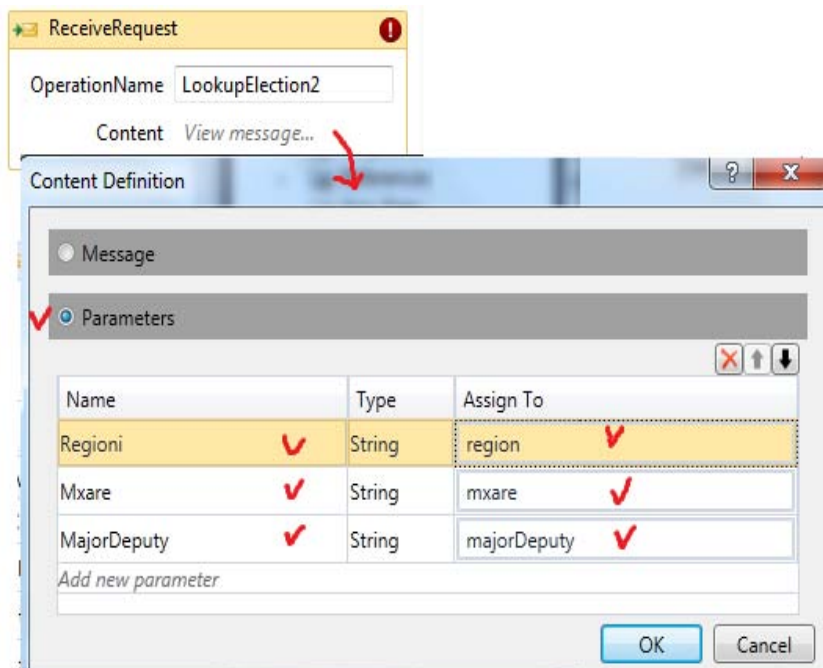 ReceiveRequest
OperationName LookupElection2
Content View message...
Content Definition
Message
Parameters
Name Type Assign To
Regioni String region
Mxare String mxare
MajorDeputy String majorDeputy
Add new parameter
OK Cancel